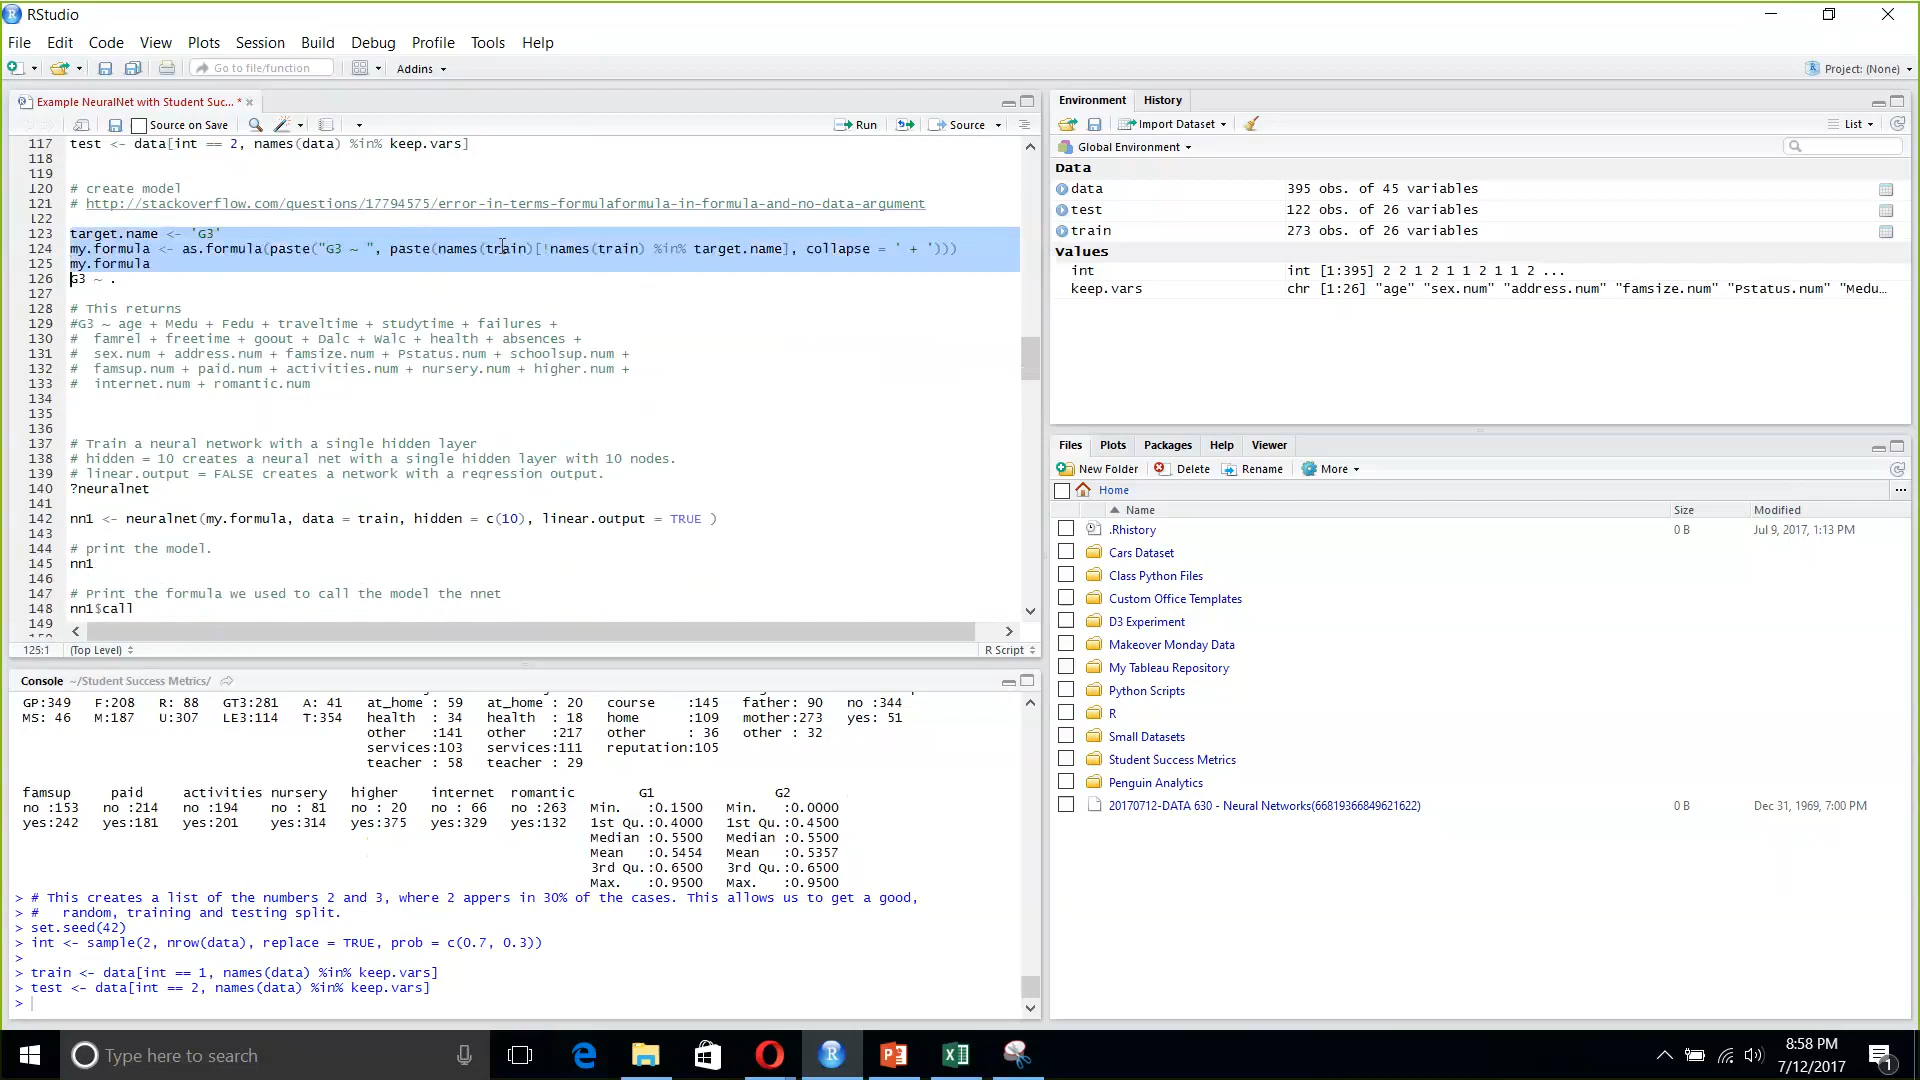 RStudio
File Edit Code View Plots Session Build Debug Profile Tools Help
Go to file/function Addins Project: (None)
Example NeuralNet with Student Suc... *
Source on Save Run Source
117 test <- data[int == 2, names(data) %in% keep.vars]
118
119
120 # create model
121 # http://stackoverflow.com/questions/17794575/error-in-terms-formulaformula-in-formula-and-no-data-argument
122
123 target.name <- 'G3'
124 my.formula <- as.formula(paste("G3 ~ ", paste(names(train)[!names(train) %in% target.name], collapse = ' + ')))
125 my.formula
126 G3 ~ .
127
128 # This returns
129 #G3 ~ age + Medu + Fedu + traveltime + studytime + failures +
130 #  famrel + freetime + goout + Dalc + Walc + health + absences +
131 #  sex.num + address.num + famsize.num + Pstatus.num + schoolsup.num +
132 #  famsup.num + paid.num + activities.num + nursery.num + higher.num +
133 #  internet.num + romantic.num
134
135
136
137 # Train a neural network with a single hidden layer
138 # hidden = 10 creates a neural net with a single hidden layer with 10 nodes.
139 # linear.output = FALSE creates a network with a regression output.
140 ?neuralnet
141
142 nn1 <- neuralnet(my.formula, data = train, hidden = c(10), linear.output = TRUE )
143
144 # print the model.
145 nn1
146
147 # Print the formula we used to call the model the nnet
148 nn1$call
149
125:1 (Top Level) R Script
Console ~/Student Success Metrics/
GP:349 F:208 R: 88 GT3:281 A: 41 at_home : 59 at_home : 20 course :145 father: 90 no :344
MS: 46 M:187 U:307 LE3:114 T:354 health : 34 health : 18 home :109 mother:273 yes: 51
other :141 other :217 other : 36 other : 32
services:103 services:111 reputation:105
teacher : 58 teacher : 29
famsup paid activities nursery higher internet romantic G1 G2
no :153 no :214 no :194 no : 81 no : 20 no : 66 no :263 Min. :0.1500 Min. :0.0000
yes:242 yes:181 yes:201 yes:314 yes:375 yes:329 yes:132 1st Qu.:0.4000 1st Qu.:0.4500
Median :0.5500 Median :0.5500
Mean :0.5454 Mean :0.5357
3rd Qu.:0.6500 3rd Qu.:0.6500
Max. :0.9500 Max. :0.9500
> # This creates a list of the numbers 2 and 3, where 2 appers in 30% of the cases. This allows us to get a good,
> #   random, training and testing split.
> set.seed(42)
> int <- sample(2, nrow(data), replace = TRUE, prob = c(0.7, 0.3))
>
> train <- data[int == 1, names(data) %in% keep.vars]
> test <- data[int == 2, names(data) %in% keep.vars]
>
Environment History
Import Dataset List
Global Environment
Data
data 395 obs. of 45 variables
test 122 obs. of 26 variables
train 273 obs. of 26 variables
Values
int int [1:395] 2 2 1 2 1 1 2 1 1 2 ...
keep.vars chr [1:26] "age" "sex.num" "address.num" "famsize.num" "Pstatus.num" "Medu…
Files Plots Packages Help Viewer
New Folder Delete Rename More
Home
Name Size Modified
.Rhistory 0 B Jul 9, 2017, 1:13 PM
Cars Dataset
Class Python Files
Custom Office Templates
D3 Experiment
Makeover Monday Data
My Tableau Repository
Python Scripts
R
Small Datasets
Student Success Metrics
Penguin Analytics
20170712-DATA 630 - Neural Networks(66819366849621622) 0 B Dec 31, 1969, 7:00 PM
Type here to search
8:58 PM
7/12/2017
1